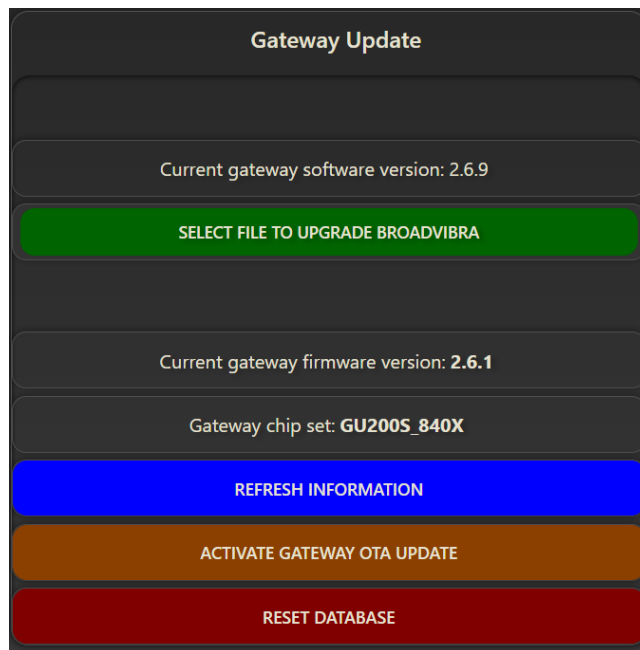 Gateway Update
Current gateway software version: 2.6.9
SELECT FILE TO UPGRADE BROADVIBRA
Current gateway firmware version: 2.6.1
Gateway chip set: GU200S_840X
REFRESH INFORMATION
ACTIVATE GATEWAY OTA UPDATE
RESET DATABASE